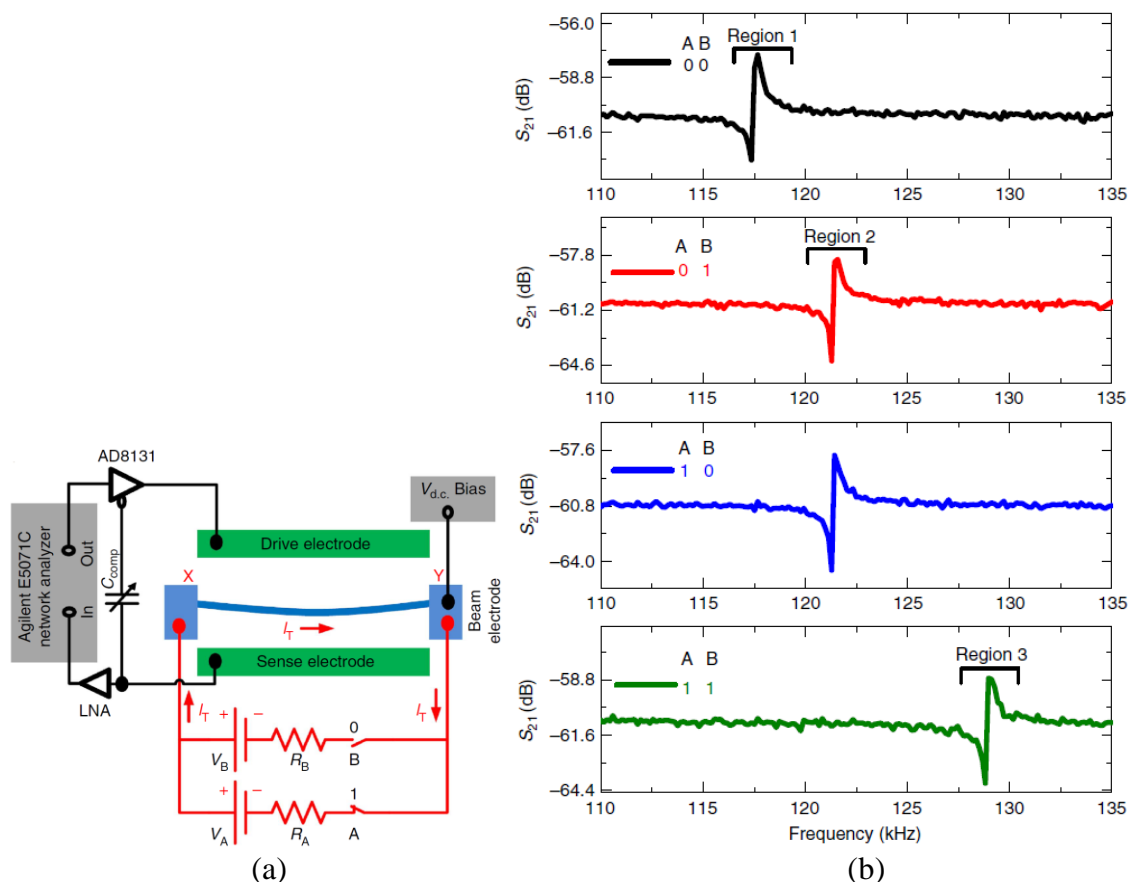 AD8131
Agilent E5071C
network analyzer
Out
In
C_comp
LNA
V_d.c. Bias
Drive electrode
X
Y
I_T
Beam
electrode
Sense electrode
I_T
I_T
+ −
0
V_B
R_B
B
+ −
1
V_A
R_A
A
(a)
−56.0
−58.8
−61.6
S_21 (dB)
A B
0 0
Region 1
110 115 120 125 130 135
−57.8
−61.2
−64.6
S_21 (dB)
A B
0 1
Region 2
110 115 120 125 130 135
−57.6
−60.8
−64.0
S_21 (dB)
A B
1 0
110 115 120 125 130 135
−58.8
−61.6
−64.4
S_21 (dB)
A B
1 1
Region 3
110 115 120 125 130 135
Frequency (kHz)
(b)